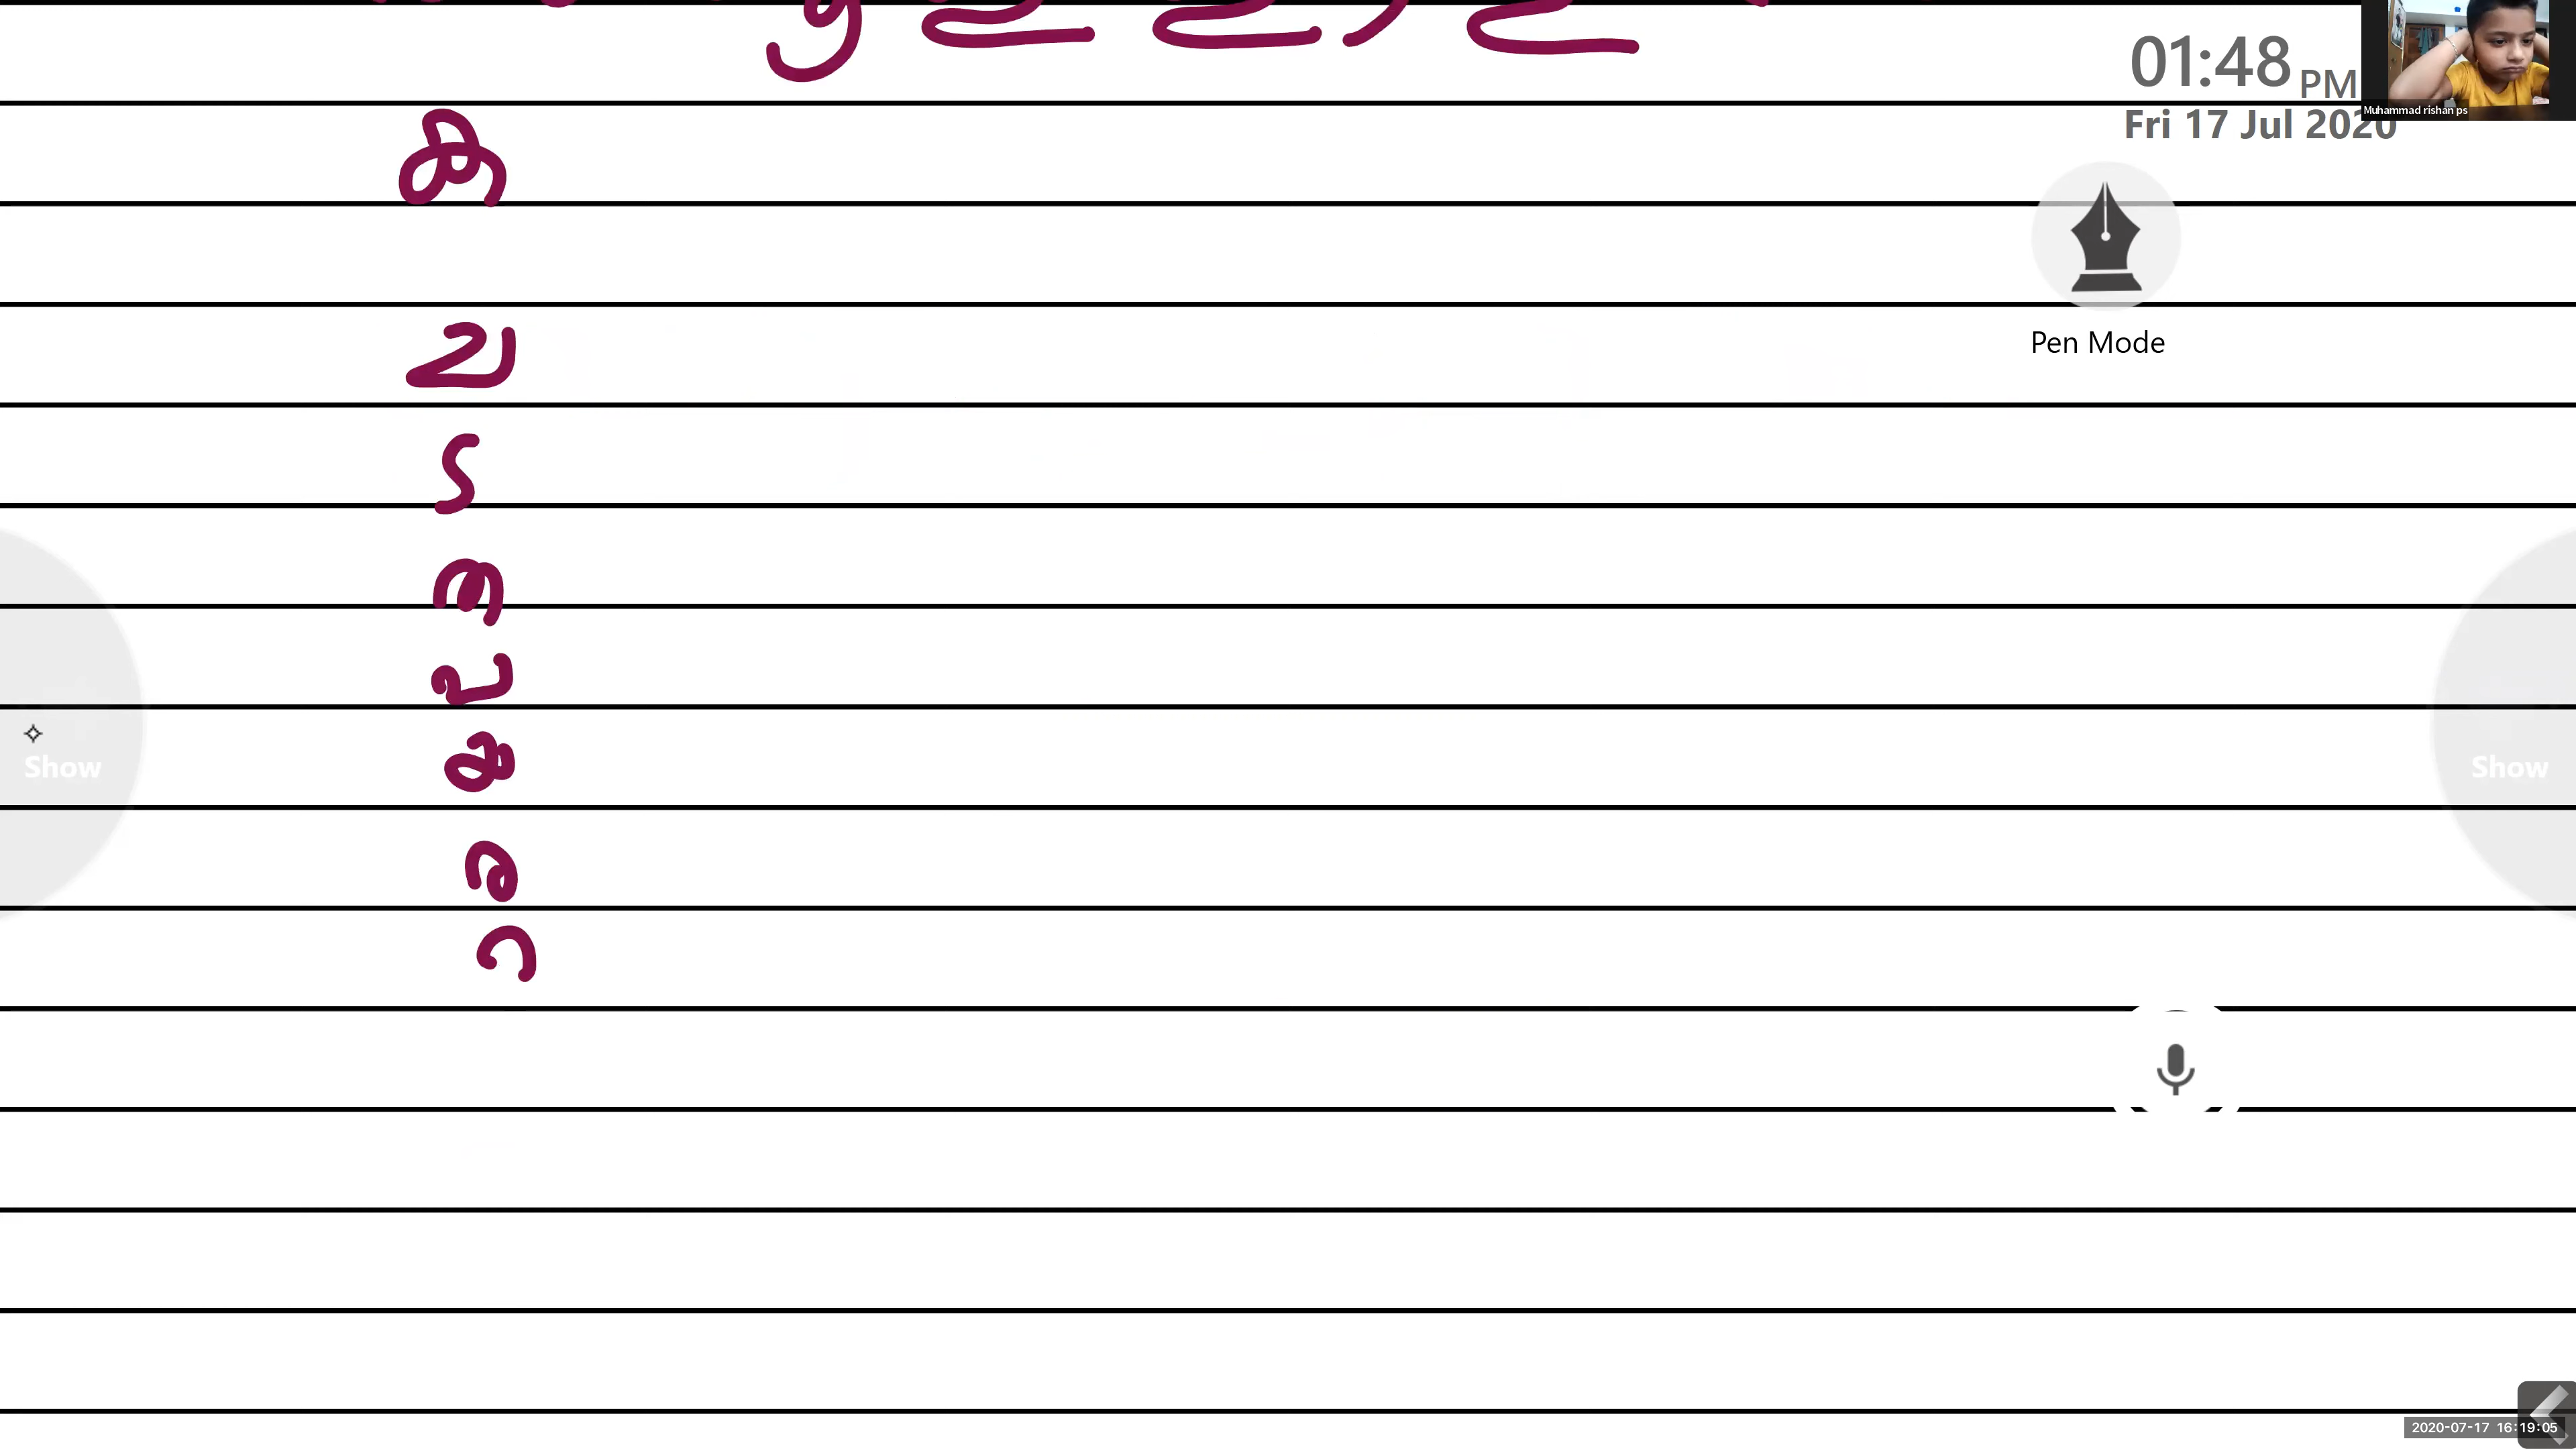 01:48 PM
Muhammad rishan ps
Fri 17 Jul 2020
ക
Pen Mode
ച
ട
ത
പ
Show
Show
ര
2020-07-17 16:19:05